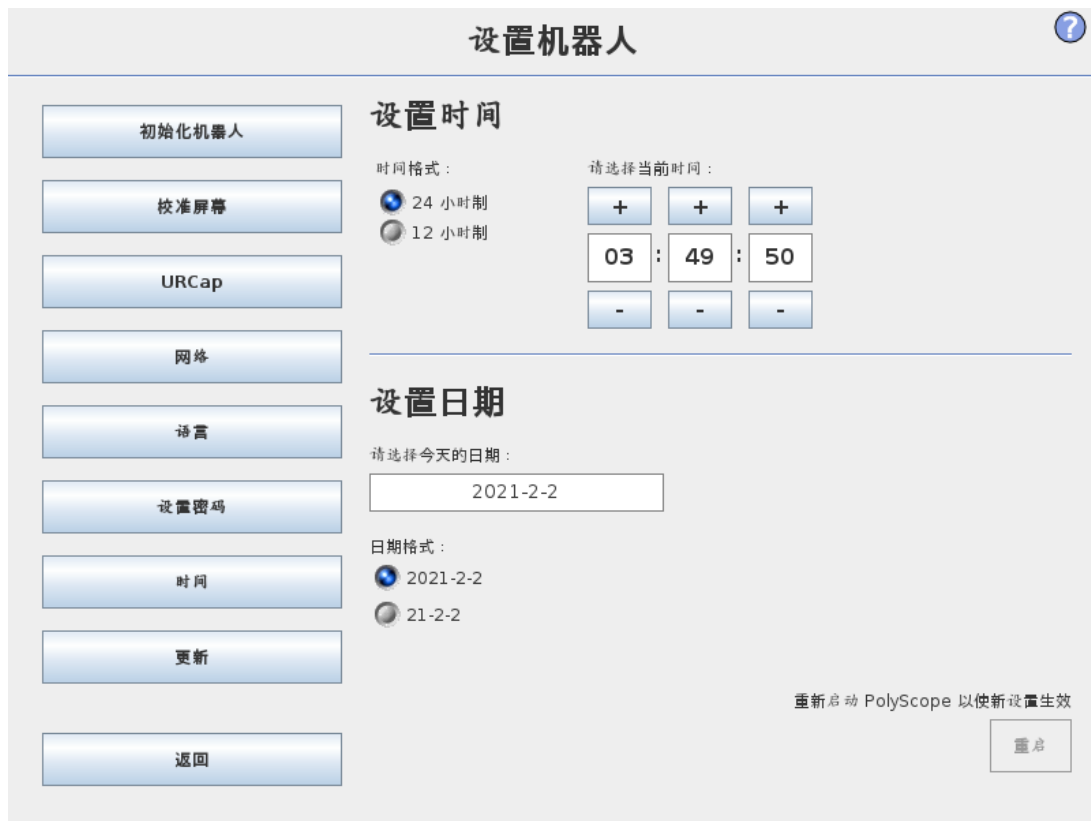 设置机器人
?
初始化机器人
校准屏幕
URCap
网络
语言
设置密码
时间
更新
返回
设置时间
时间格式：
24 小时制
12 小时制
请选择当前时间：
+ + +
03 : 49 : 50
- - -
设置日期
请选择今天的日期：
2021-2-2
日期格式：
2021-2-2
21-2-2
重新启动 PolyScope 以使新设置生效
重启